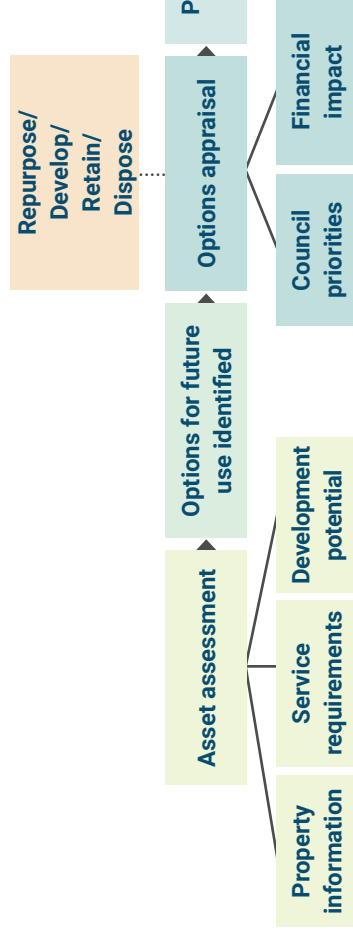 Repurpose/
Develop/
Retain/
Dispose
Asset assessment
Options for future
use identified
Options appraisal
P
Property
information
Service
requirements
Development
potential
Council
priorities
Financial
impact